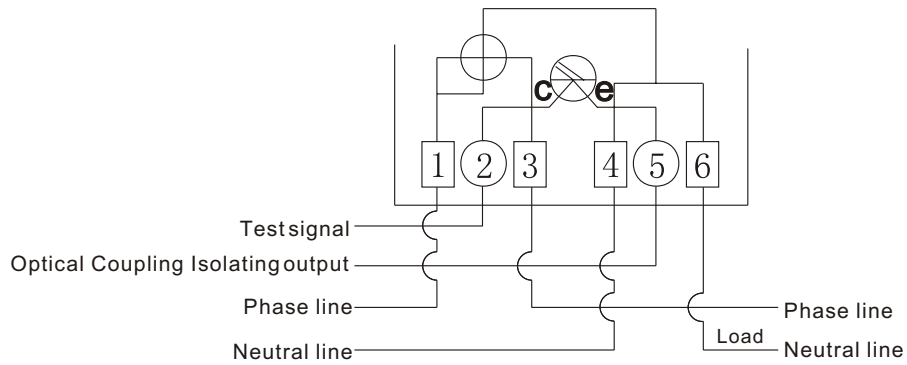 c e
1 2 3 4 5 6
Test signal
Optical Coupling Isolating output
Phase line
Phase line
Load
Neutral line
Neutral line